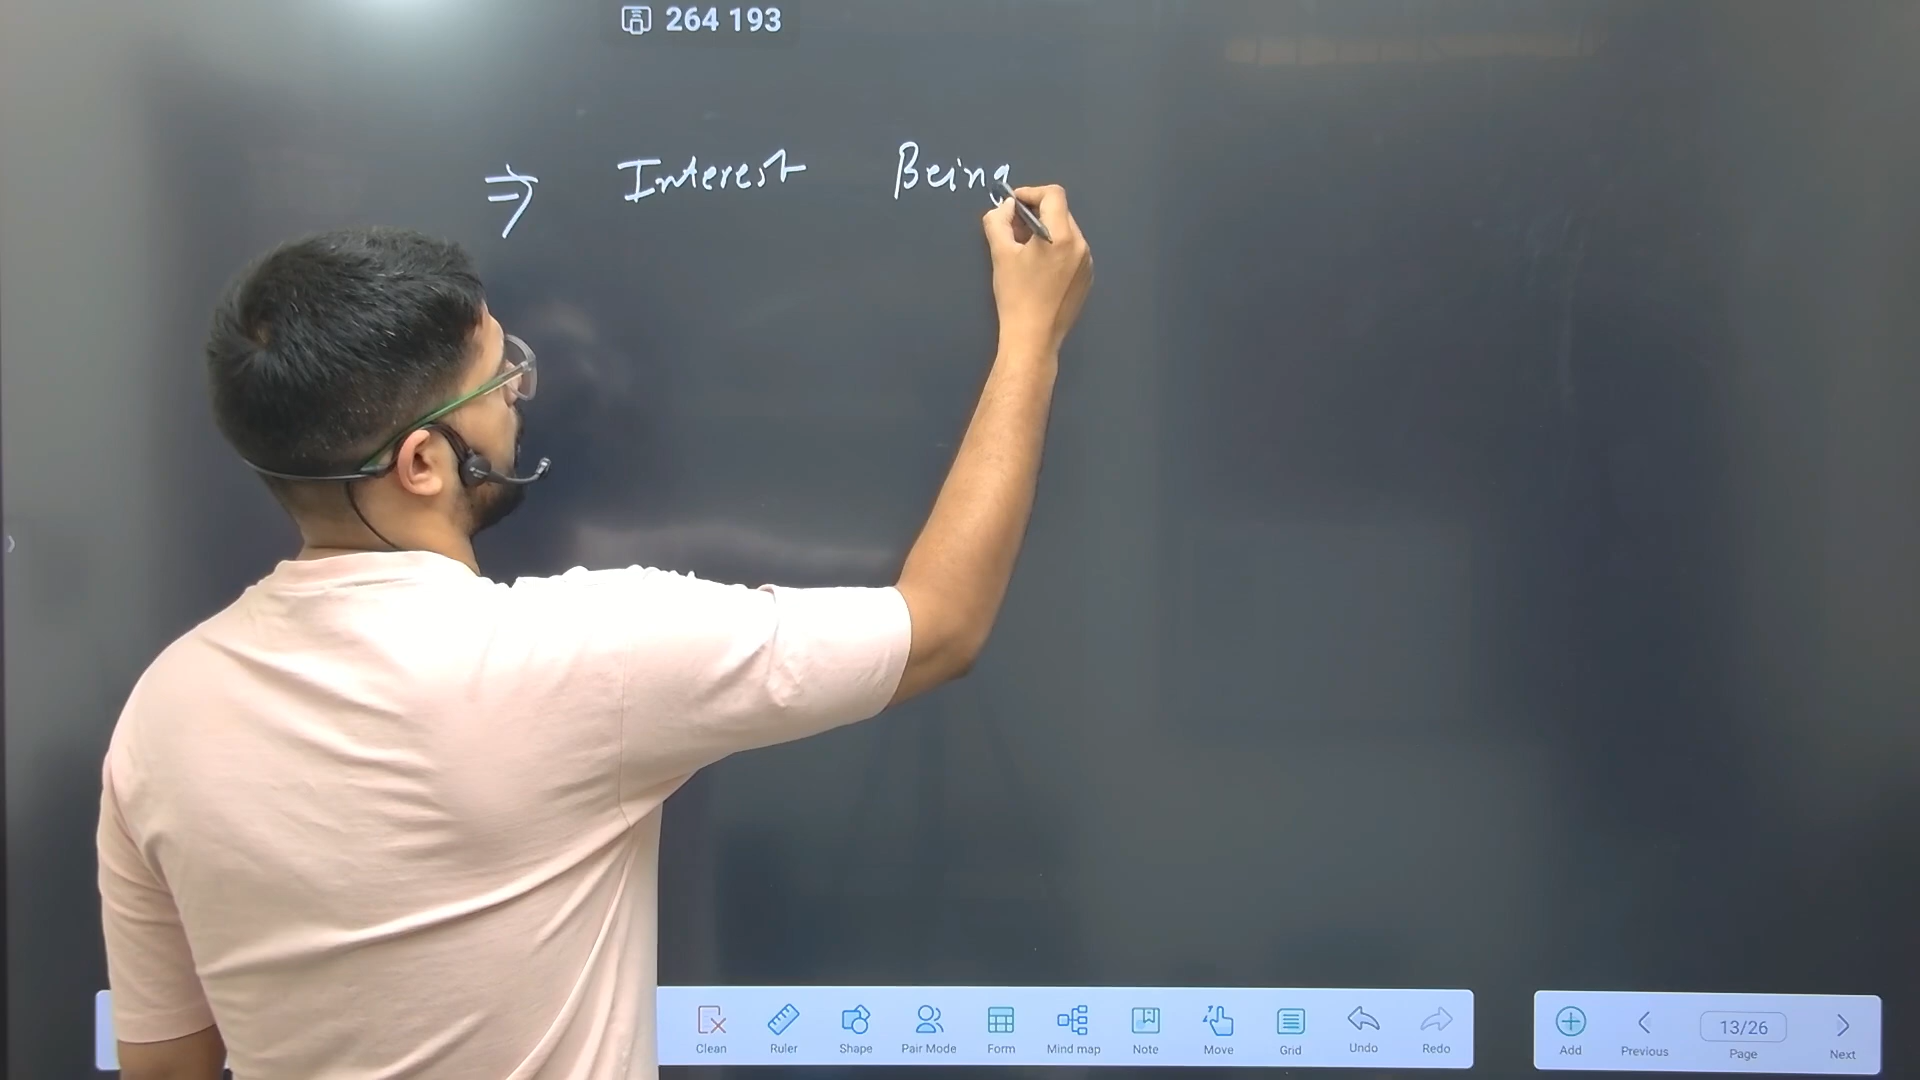 264 193
⇒ Interest Being
Clean Ruler Shape Pair Mode Form Mind map Note Move Grid Undo Redo
Add Previous 13/26 Page Next